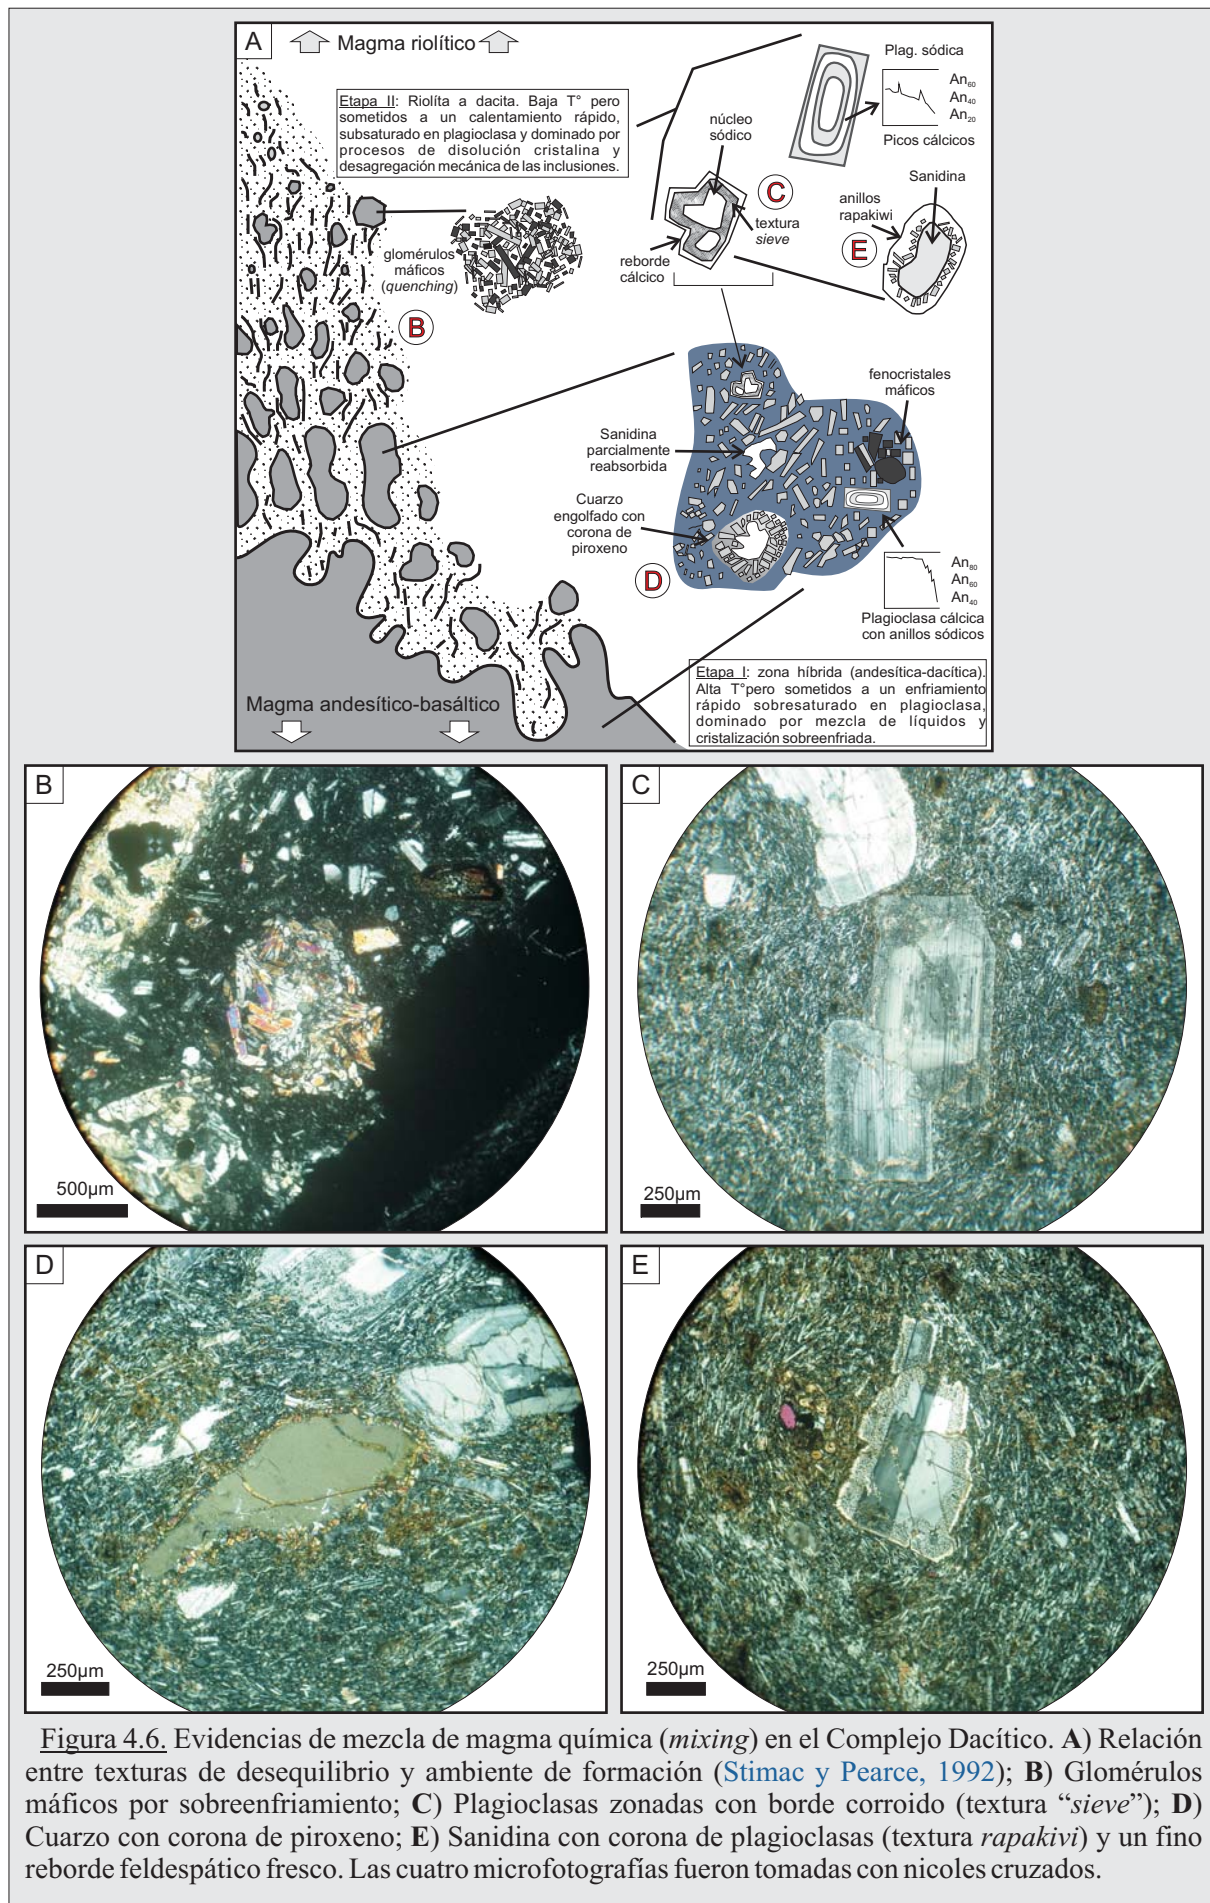 A
Magma riolítico
Etapa II: Riolíta a dacita. Baja T° pero
sometidos a un calentamiento rápido,
subsaturado en plagioclasa y dominado por
procesos de disolución cristalina y
desagregación mecánica de las inclusiones.
Plag. sódica
An60
An40
An20
Picos cálcicos
núcleo
sódico
C
textura
sieve
reborde
cálcico
Sanidina
anillos
rapakiwi
E
glomérulos
máficos
(quenching)
B
fenocristales
máficos
Sanidina
parcialmente
reabsorbida
Cuarzo
engolfado con
corona de
piroxeno
D
An80
An60
An40
Plagioclasa cálcica
con anillos sódicos
Etapa I: zona híbrida (andesítica-dacítica).
Alta T°pero sometidos a un enfriamiento
rápido sobresaturado en plagioclasa,
dominado por mezcla de líquidos y
cristalización sobreenfriada.
Magma andesítico-basáltico
B
500µm
C
250µm
D
250µm
E
250µm
Figura 4.6. Evidencias de mezcla de magma química (mixing) en el Complejo Dacítico. A) Relación
entre texturas de desequilibrio y ambiente de formación (Stimac y Pearce, 1992); B) Glomérulos
máficos por sobreenfriamiento; C) Plagioclasas zonadas con borde corroido (textura “sieve”); D)
Cuarzo con corona de piroxeno; E) Sanidina con corona de plagioclasas (textura rapakivi) y un fino
reborde feldespático fresco. Las cuatro microfotografías fueron tomadas con nicoles cruzados.